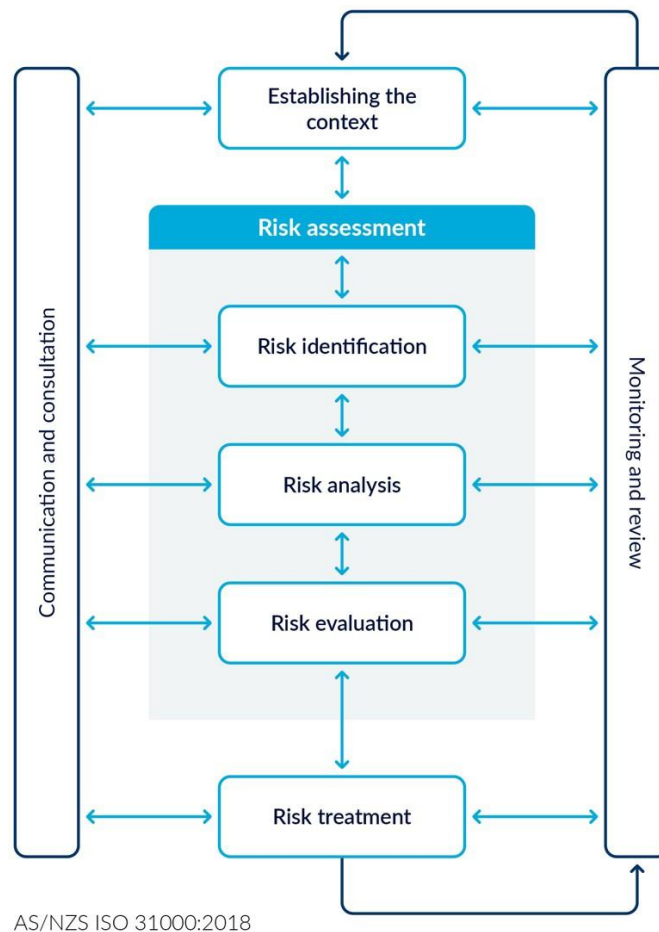 Establishing the
context
Risk assessment
Communication and consultation
Risk identification
Monitoring and review
Risk analysis
Risk evaluation
Risk treatment
AS/NZS ISO 31000:2018